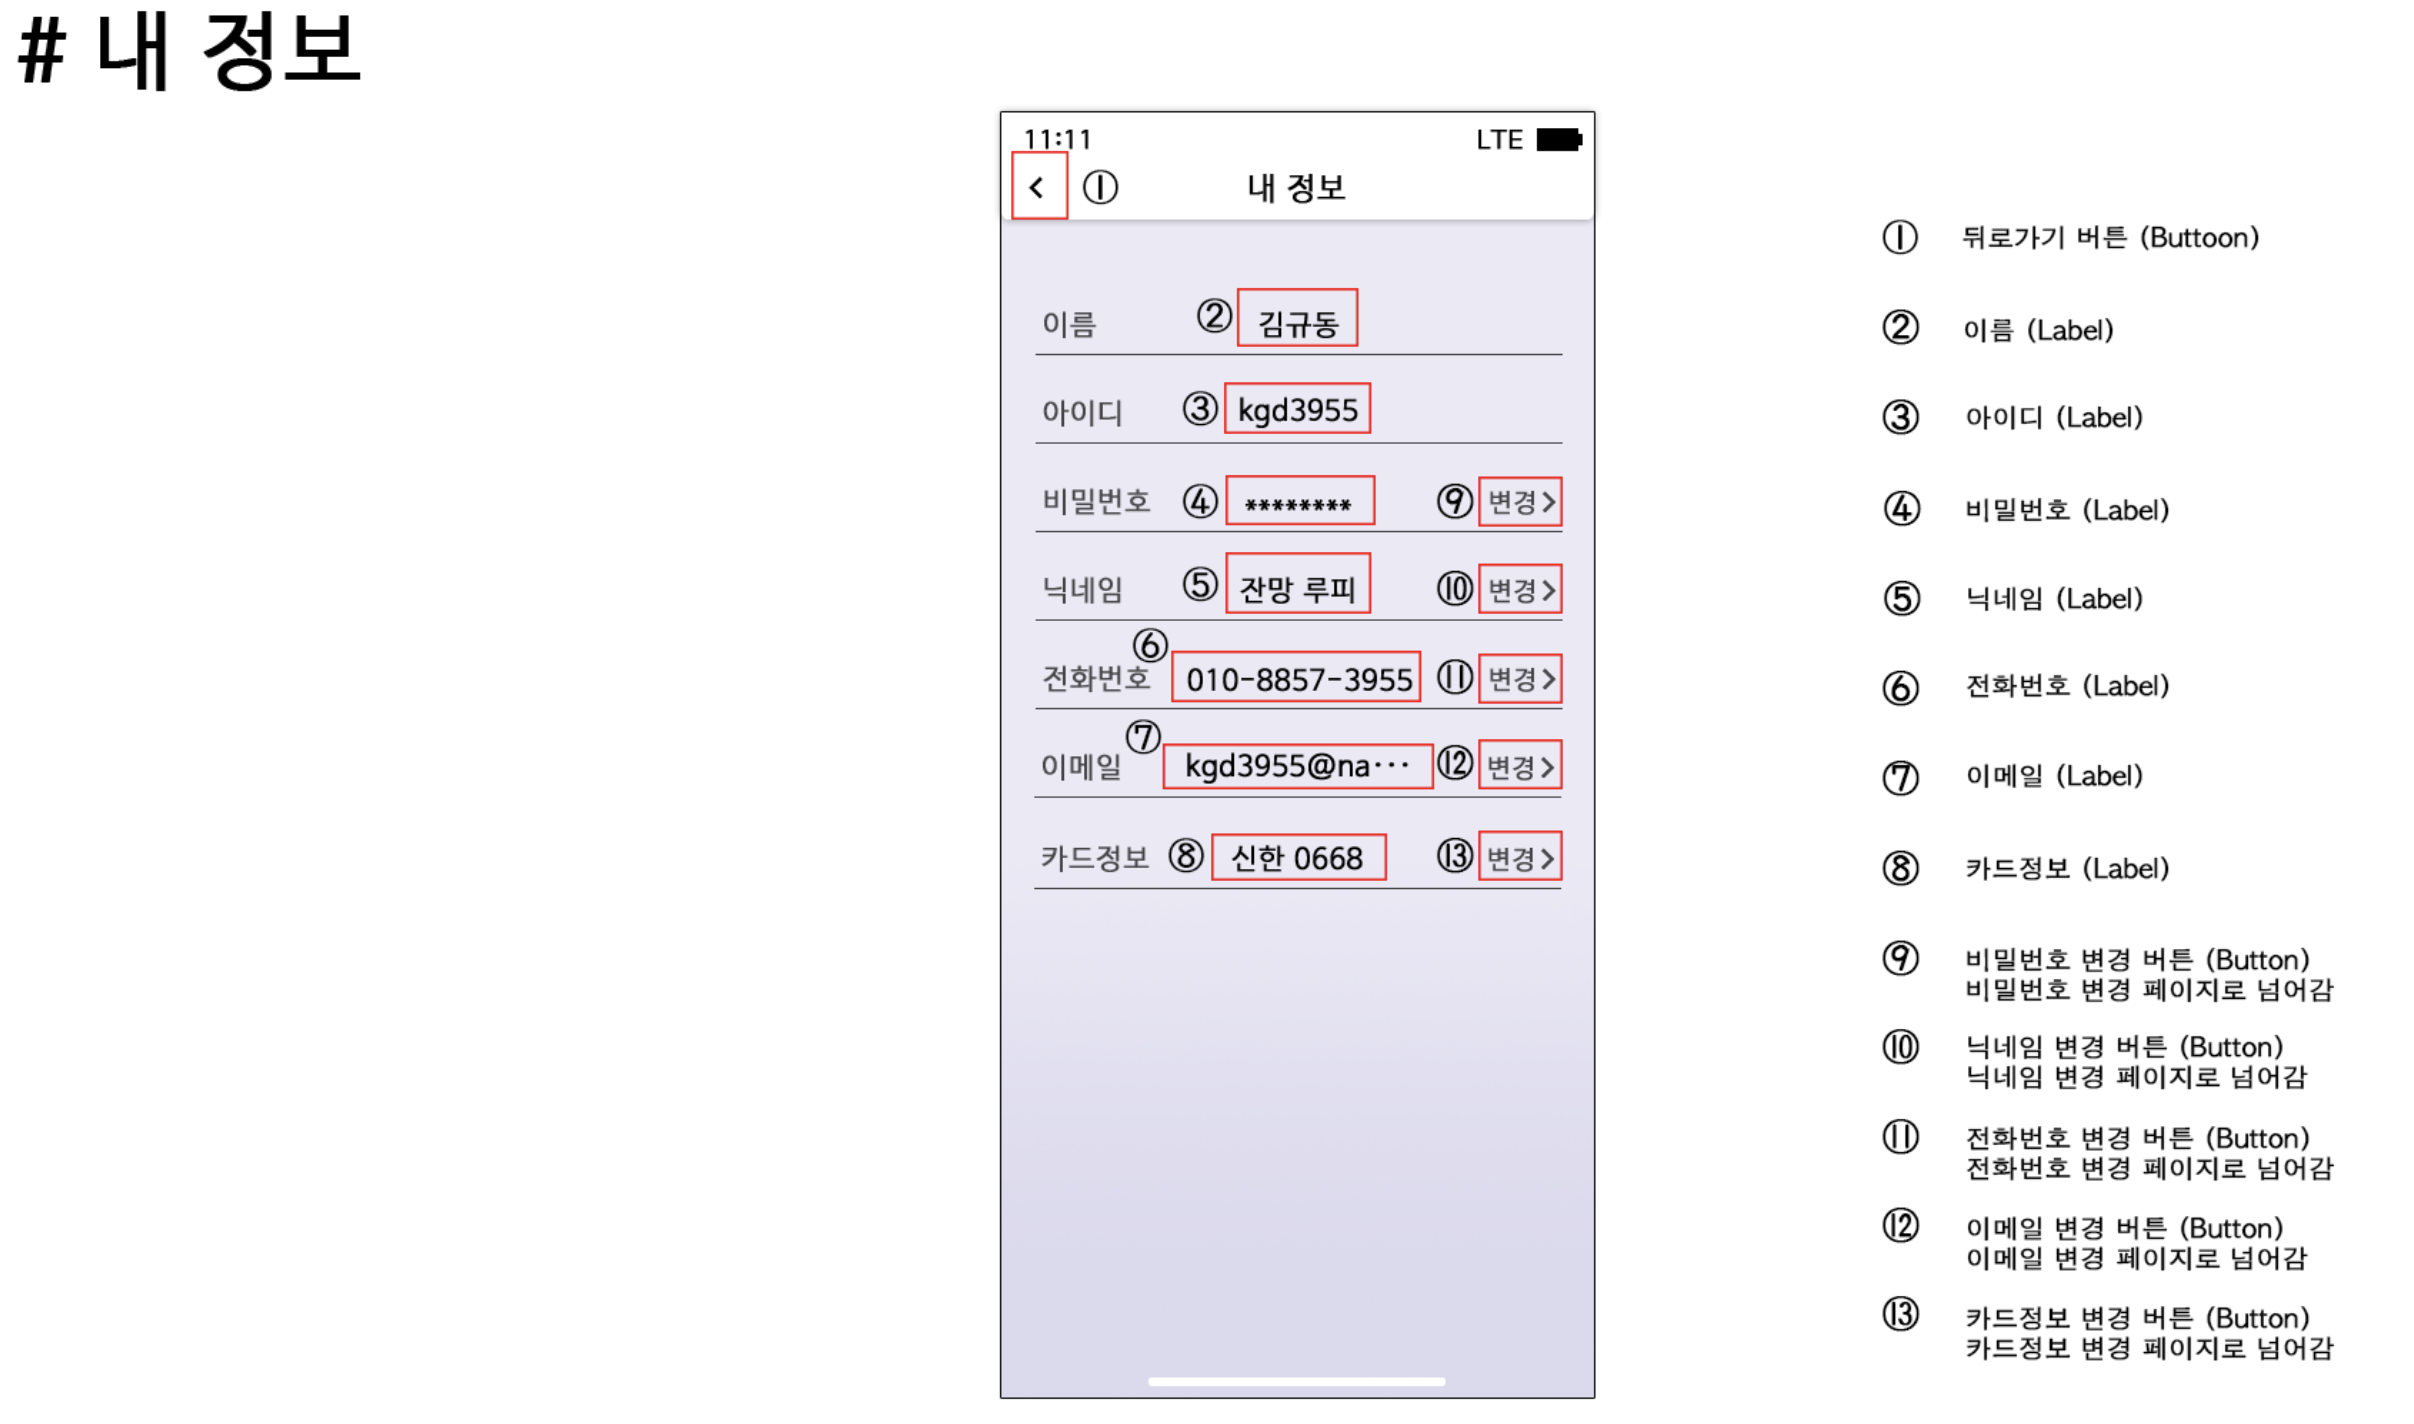 # 내 정보
11:11 LTE
< ① 내 정보
이름 ② 김규동
아이디 ③ kgd3955
비밀번호 ④ ******** ⑨ 변경 >
닉네임 ⑤ 잔망 루피 ⑩ 변경 >
전화번호 ⑥ 010-8857-3955 ⑪ 변경 >
이메일 ⑦ kgd3955@na··· ⑫ 변경 >
카드정보 ⑧ 신한 0668 ⑬ 변경 >
① 뒤로가기 버튼 (Buttoon)
② 이름 (Label)
③ 아이디 (Label)
④ 비밀번호 (Label)
⑤ 닉네임 (Label)
⑥ 전화번호 (Label)
⑦ 이메일 (Label)
⑧ 카드정보 (Label)
⑨ 비밀번호 변경 버튼 (Button)
비밀번호 변경 페이지로 넘어감
⑩ 닉네임 변경 버튼 (Button)
닉네임 변경 페이지로 넘어감
⑪ 전화번호 변경 버튼 (Button)
전화번호 변경 페이지로 넘어감
⑫ 이메일 변경 버튼 (Button)
이메일 변경 페이지로 넘어감
⑬ 카드정보 변경 버튼 (Button)
카드정보 변경 페이지로 넘어감